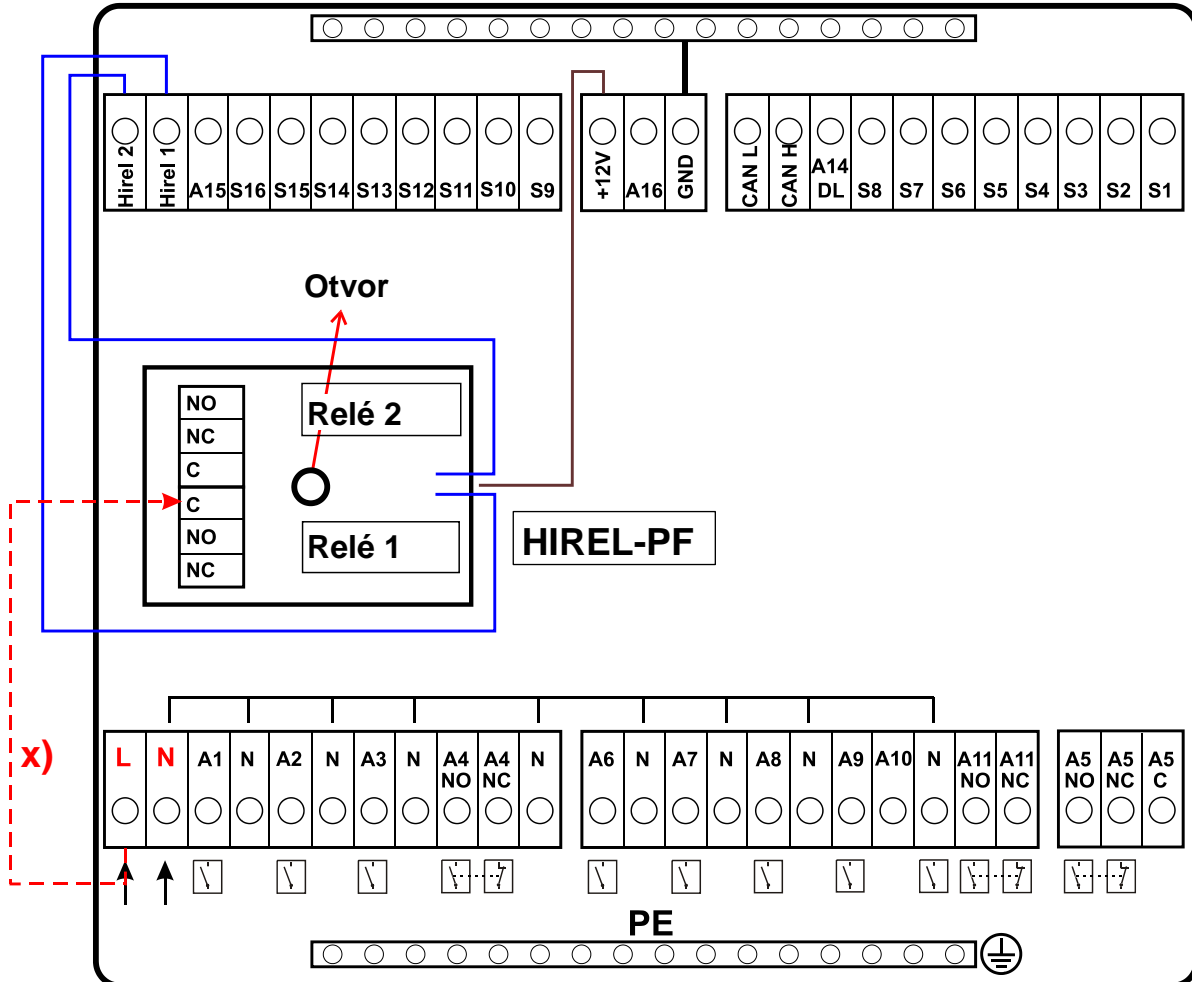 Hirel 2 Hirel 1 A15 S16 S15 S14 S13 S12 S11 S10 S9
+12V A16 GND
CAN L CAN H A14 DL S8 S7 S6 S5 S4 S3 S2 S1
Otvor
NO
NC
C
C
NO
NC
Relé 2
Relé 1
HIREL-PF
x)
L N A1 N A2 N A3 N A4 NO A4 NC N
A6 N A7 N A8 N A9 A10 N A11 NO A11 NC
A5 NO A5 NC A5 C
PE